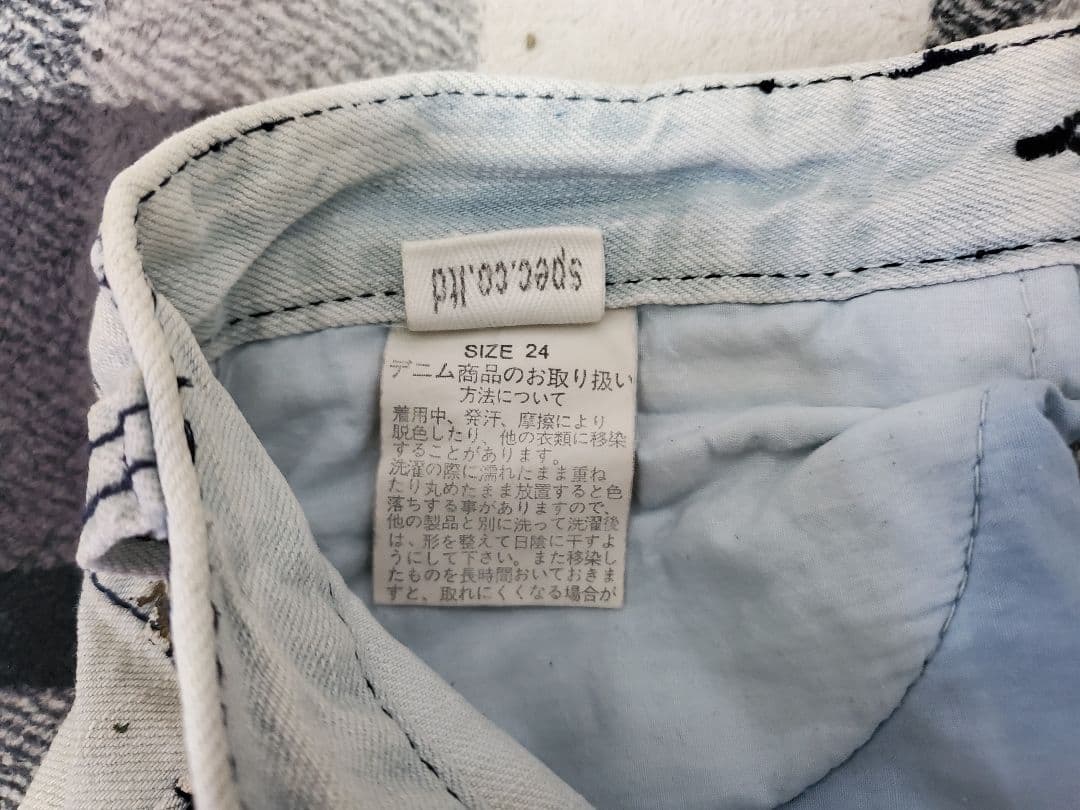 spec.co.ltd
SIZE 24
デニム商品のお取り扱い
方法について
着用中、発汗、摩擦により
脱色したり、他の衣類に移染
することがあります。
洗濯の際に濡れたまま重ね
たり丸めたまま放置すると色
落ちする事がありますので、
他の製品と別に洗って洗濯後
は、形を整えて日陰に干すよ
うにして下さい。また移染し
たものを長時間おいておきま
すと、取れにくくなる場合が